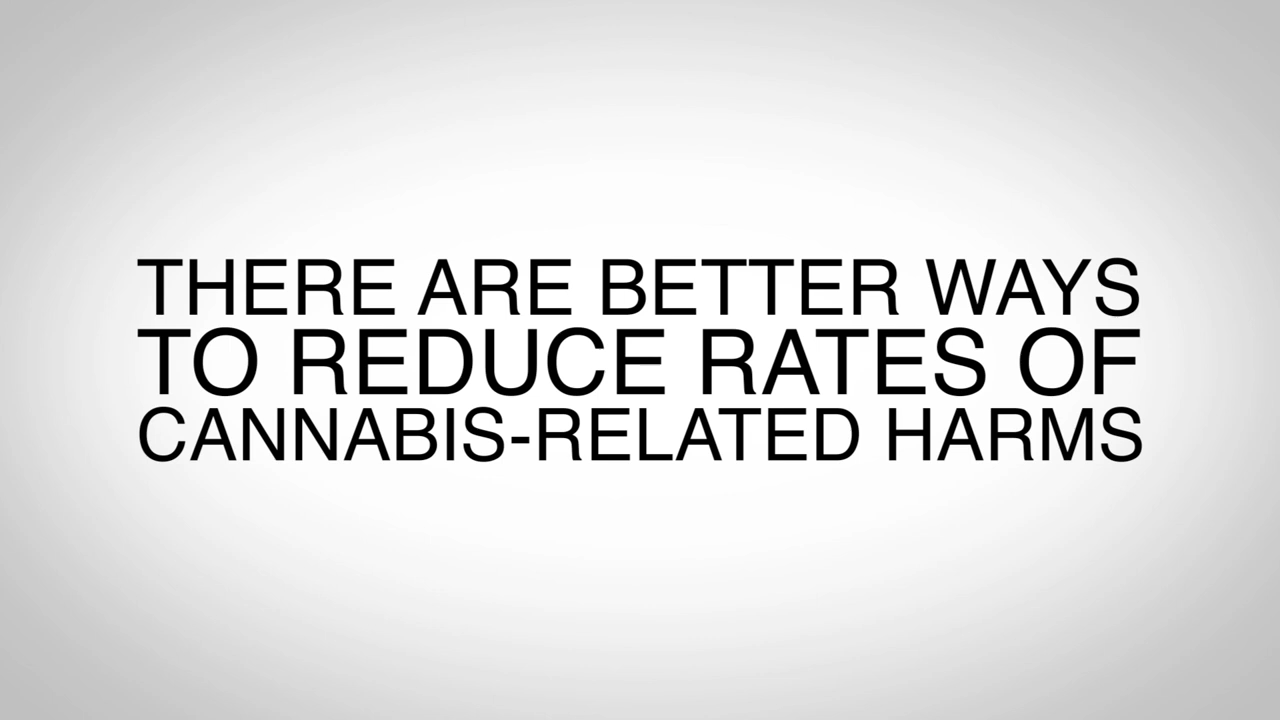 THERE ARE BETTER WAYS
TO REDUCE RATES OF
CANNABIS-RELATED HARMS